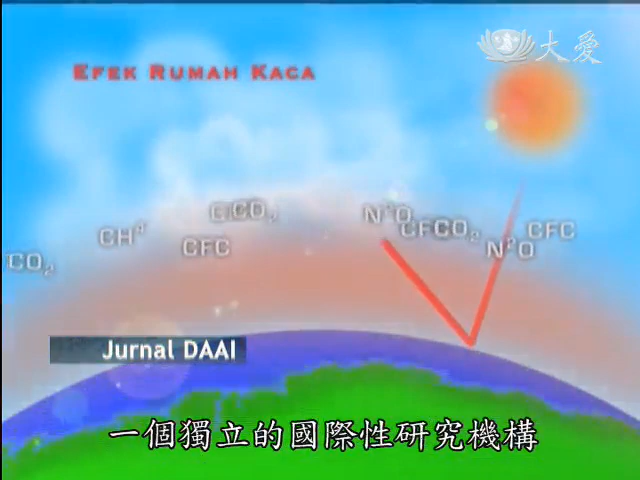 大愛
EFEK RUMAH KACA
N²O
CO₂
CFC
CO₂
CFC
CH⁴
CFC
N²O
CO₂
Jurnal DAAI
一個獨立的國際性研究機構